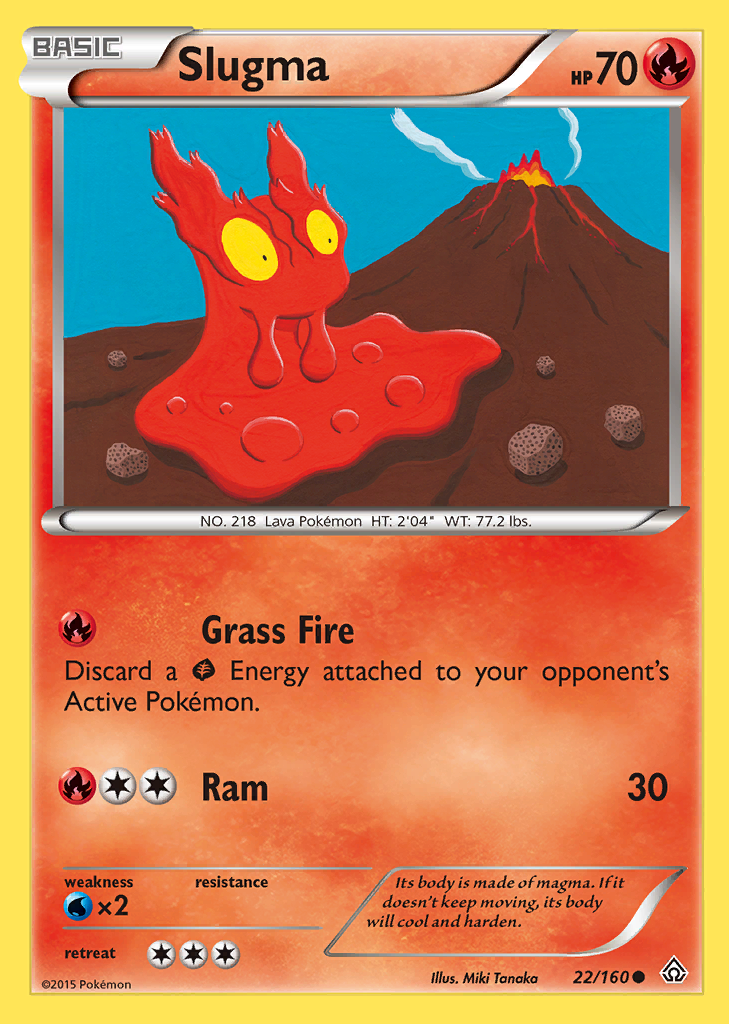 BASIC
Slugma
HP 70
NO. 218 Lava Pokémon HT: 2'04" WT: 77.2 lbs.
Grass Fire
Discard a Energy attached to your opponent's
Active Pokémon.
Ram 30
weakness resistance
×2
Its body is made of magma. If it
doesn't keep moving, its body
will cool and harden.
retreat
©2015 Pokémon
Illus. Miki Tanaka
22/160